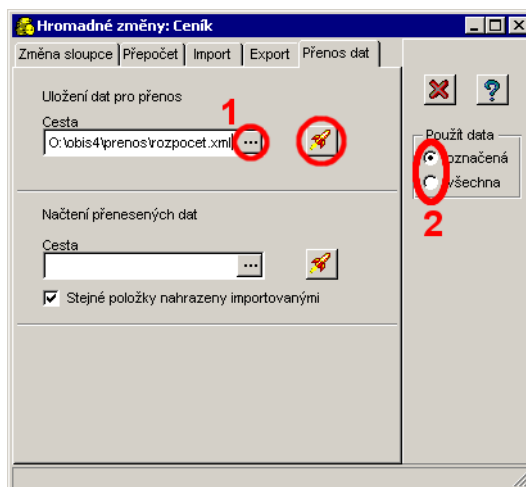 Hromadné změny: Ceník
Změna sloupce Přepočet Import Export Přenos dat
Uložení dat pro přenos
1
Cesta
O:\obis4\prenos\rozpocet.xml ...
Použít data
označená
všechna
2
Načtení přenesených dat
Cesta
...
Stejné položky nahrazeny importovanými